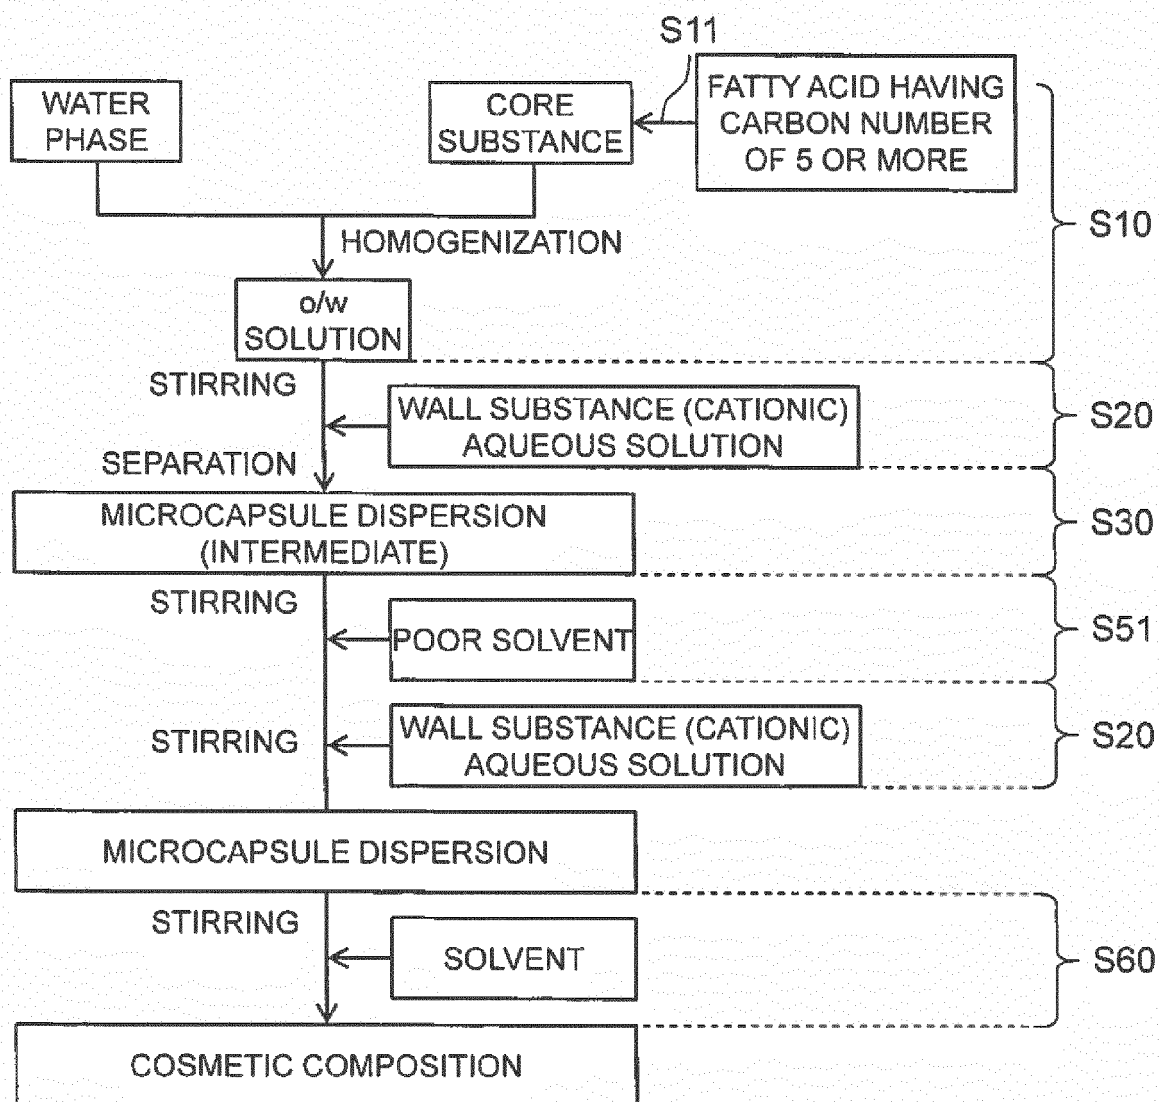 S11
WATER
PHASE
CORE
SUBSTANCE
FATTY ACID HAVING
CARBON NUMBER
OF 5 OR MORE
S10
HOMOGENIZATION
o/w
SOLUTION
STIRRING
WALL SUBSTANCE (CATIONIC)
AQUEOUS SOLUTION
S20
SEPARATION
MICROCAPSULE DISPERSION
(INTERMEDIATE)
S30
STIRRING
POOR SOLVENT
S51
STIRRING
WALL SUBSTANCE (CATIONIC)
AQUEOUS SOLUTION
S20
MICROCAPSULE DISPERSION
STIRRING
SOLVENT
S60
COSMETIC COMPOSITION